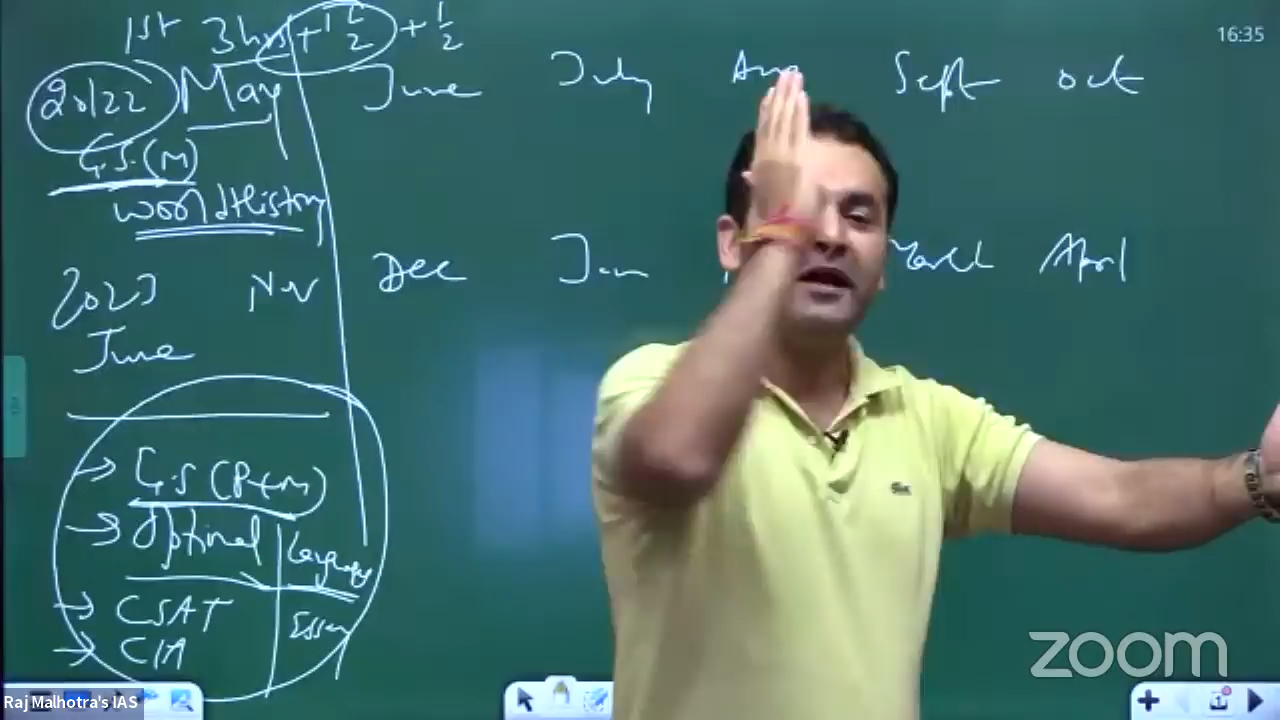 1st 3hrs + 1 1/2 + 1/2
16:35
2022 May June July Aug Sept Oct
G.S.(M)
World History
2023 Nov Dec Jan March April
June
→ G.S (P+M)
→ Optional Language
→ CSAT Essay
→ CIA
zoom
Raj Malhotra's IAS